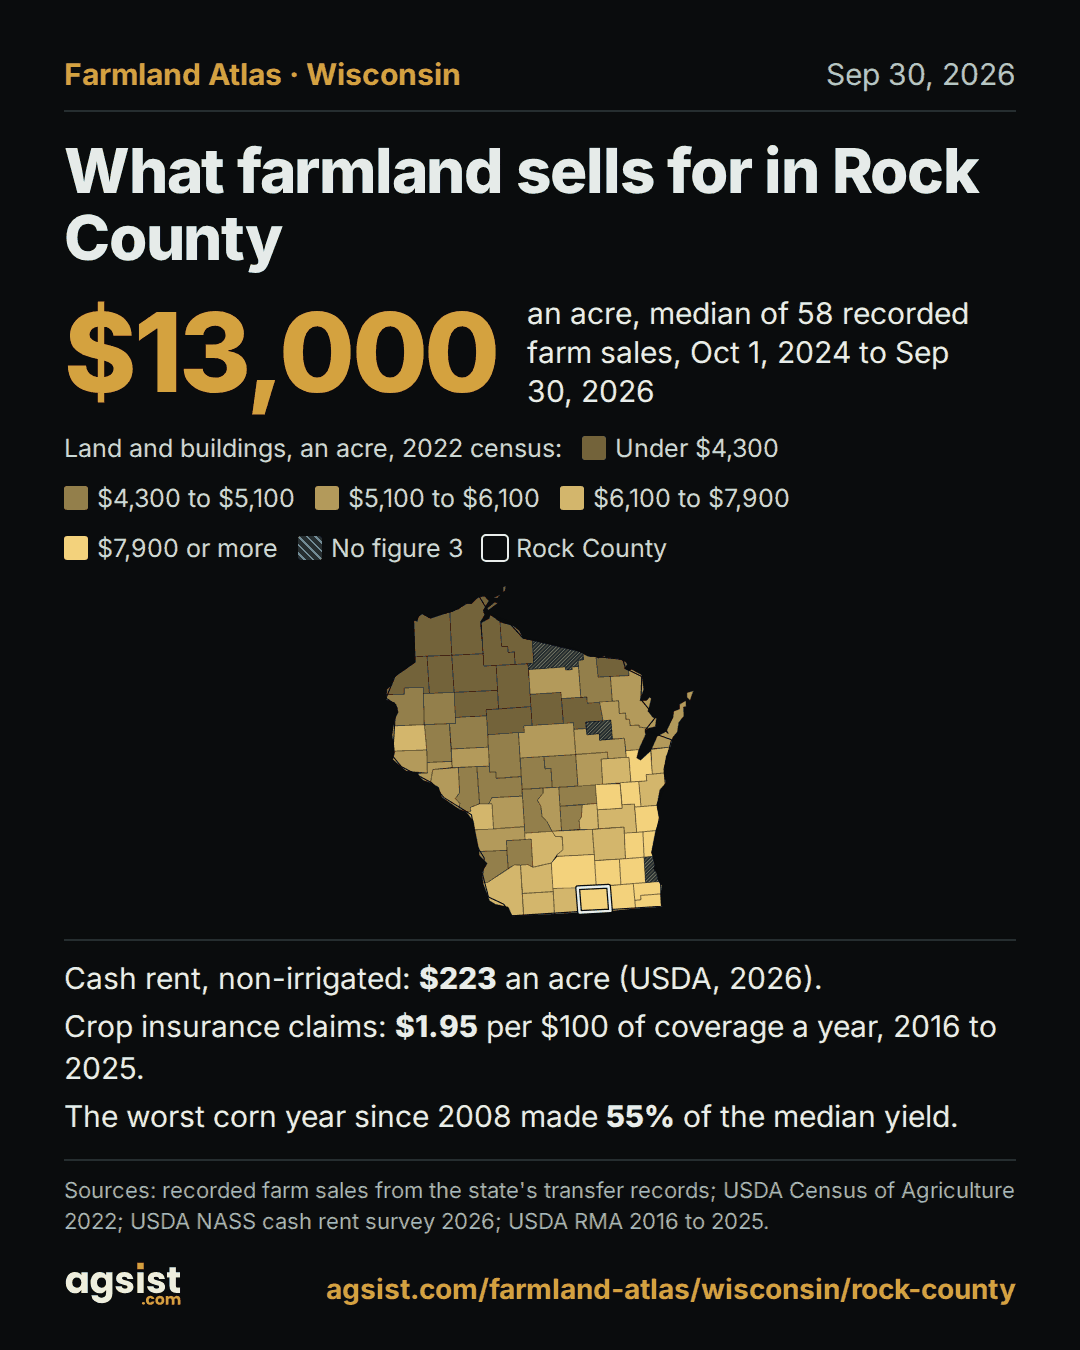 Farmland Atlas · Wisconsin
Sep 30, 2026
What farmland sells for in Rock
County
$13,000
an acre, median of 58 recorded
farm sales, Oct 1, 2024 to Sep
30, 2026
Land and buildings, an acre, 2022 census: Under $4,300
$4,300 to $5,100 $5,100 to $6,100 $6,100 to $7,900
$7,900 or more No figure 3 Rock County
Cash rent, non-irrigated: $223 an acre (USDA, 2026).
Crop insurance claims: $1.95 per $100 of coverage a year, 2016 to
2025.
The worst corn year since 2008 made 55% of the median yield.
Sources: recorded farm sales from the state's transfer records; USDA Census of Agriculture
2022; USDA NASS cash rent survey 2026; USDA RMA 2016 to 2025.
agsist
.com
agsist.com/farmland-atlas/wisconsin/rock-county